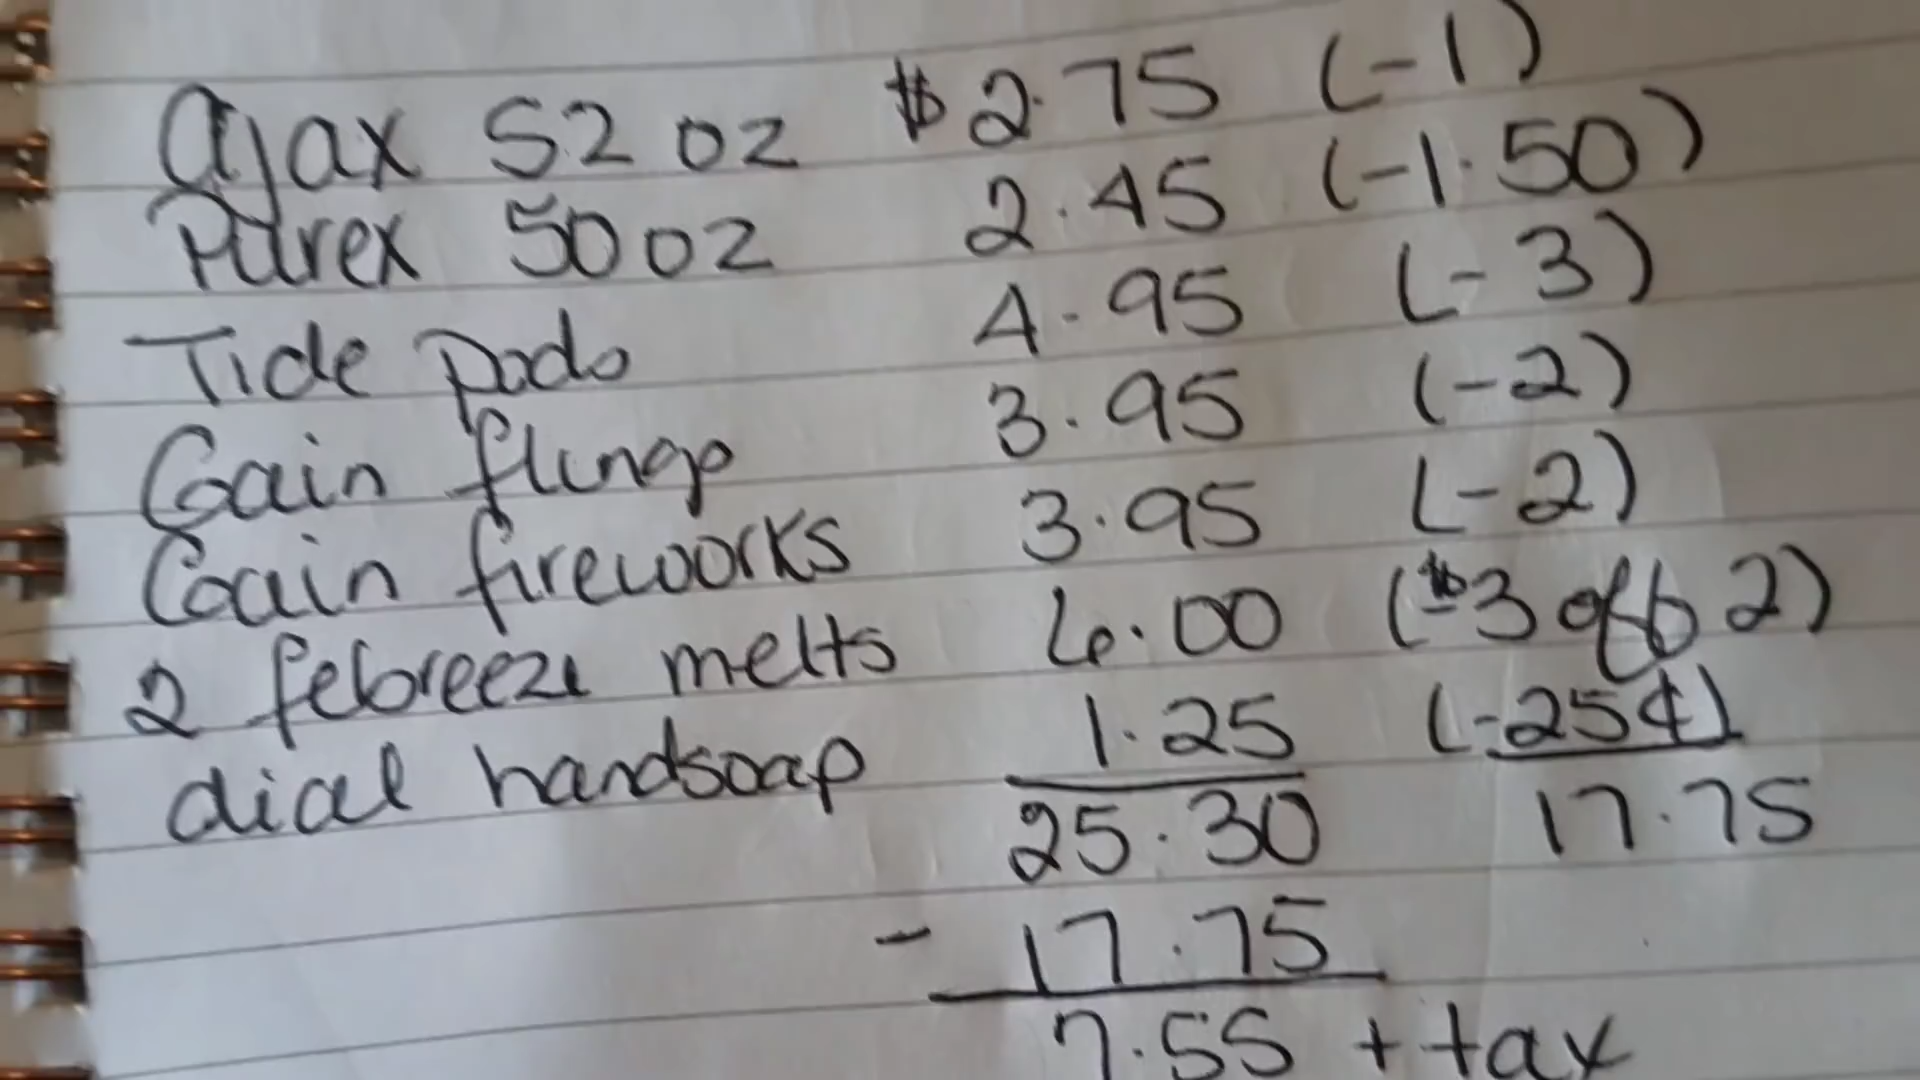 Ajax 52 oz $2.75 (-1)
Purex 50 oz 2.45 (-1.50)
Tide pods 4.95 (-3)
Gain flings 3.95 (-2)
Gain fireworks 3.95 (-2)
2 febreeze melts 6.00 ($3 off 2)
dial handsoap 1.25 (-25¢)
25.30 17.75
- 17.75
7.55 + tax